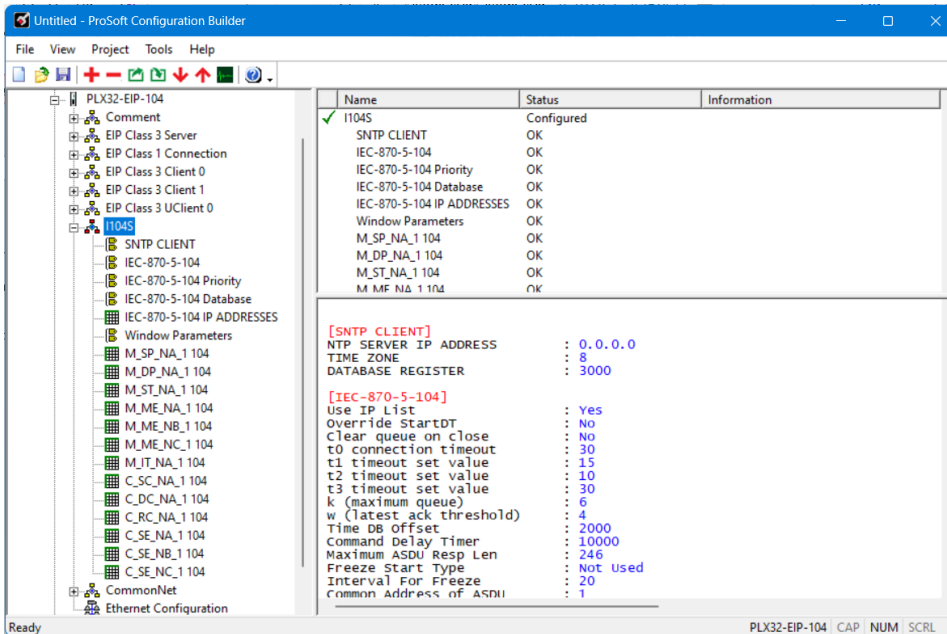 Untitled - ProSoft Configuration Builder
File View Project Tools Help
PLX32-EIP-104
Comment
EIP Class 3 Server
EIP Class 1 Connection
EIP Class 3 Client 0
EIP Class 3 Client 1
EIP Class 3 UClient 0
I104S
SNTP CLIENT
IEC-870-5-104
IEC-870-5-104 Priority
IEC-870-5-104 Database
IEC-870-5-104 IP ADDRESSES
Window Parameters
M_SP_NA_1 104
M_DP_NA_1 104
M_ST_NA_1 104
M_ME_NA_1 104
M_ME_NB_1 104
M_ME_NC_1 104
M_IT_NA_1 104
C_SC_NA_1 104
C_DC_NA_1 104
C_RC_NA_1 104
C_SE_NA_1 104
C_SE_NB_1 104
C_SE_NC_1 104
CommonNet
Ethernet Configuration
Name Status Information
I104S Configured
SNTP CLIENT OK
IEC-870-5-104 OK
IEC-870-5-104 Priority OK
IEC-870-5-104 Database OK
IEC-870-5-104 IP ADDRESSES OK
Window Parameters OK
M_SP_NA_1 104 OK
M_DP_NA_1 104 OK
M_ST_NA_1 104 OK
M_ME_NA_1 104 OK
[SNTP CLIENT]
NTP SERVER IP ADDRESS : 0.0.0.0
TIME ZONE : 8
DATABASE REGISTER : 3000
[IEC-870-5-104]
Use IP List : Yes
Override StartDT : No
Clear queue on close : No
t0 connection timeout : 30
t1 timeout set value : 15
t2 timeout set value : 10
t3 timeout set value : 30
k (maximum queue) : 6
w (latest ack threshold) : 4
Time DB Offset : 2000
Command Delay Timer : 10000
Maximum ASDU Resp Len : 246
Freeze Start Type : Not Used
Interval For Freeze : 20
Common Address of ASDU : 1
Ready
PLX32-EIP-104 CAP NUM SCRL